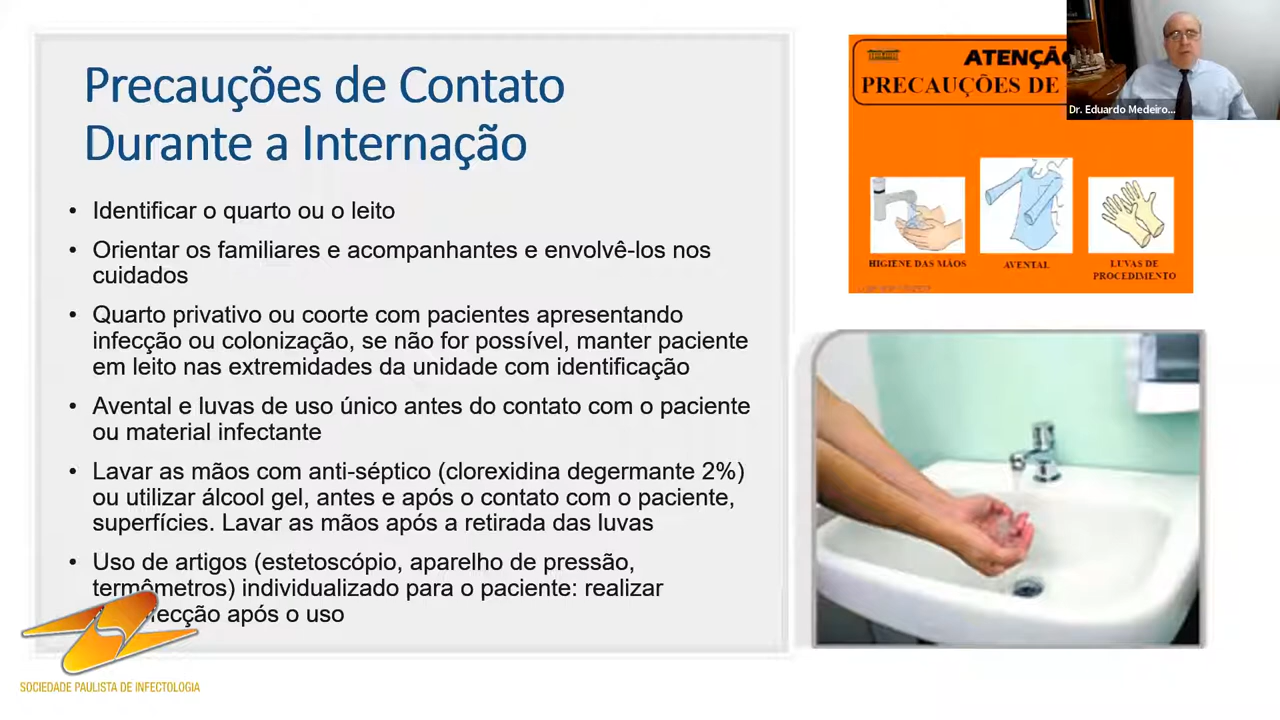 Precauções de Contato
Durante a Internação
• Identificar o quarto ou o leito
• Orientar os familiares e acompanhantes e envolvê-los nos
cuidados
• Quarto privativo ou coorte com pacientes apresentando
infecção ou colonização, se não for possível, manter paciente
em leito nas extremidades da unidade com identificação
• Avental e luvas de uso único antes do contato com o paciente
ou material infectante
• Lavar as mãos com anti-séptico (clorexidina degermante 2%)
ou utilizar álcool gel, antes e após o contato com o paciente,
superfícies. Lavar as mãos após a retirada das luvas
• Uso de artigos (estetoscópio, aparelho de pressão,
termômetros) individualizado para o paciente: realizar
após o uso
SOCIEDADE PAULISTA DE INFECTOLOGIA
ATENÇÃ
PRECAUÇÕES DE
HIGIENE DAS MÃOS
AVENTAL
LUVAS DE
PROCEDIMENTO
Dr. Eduardo Medeiro...